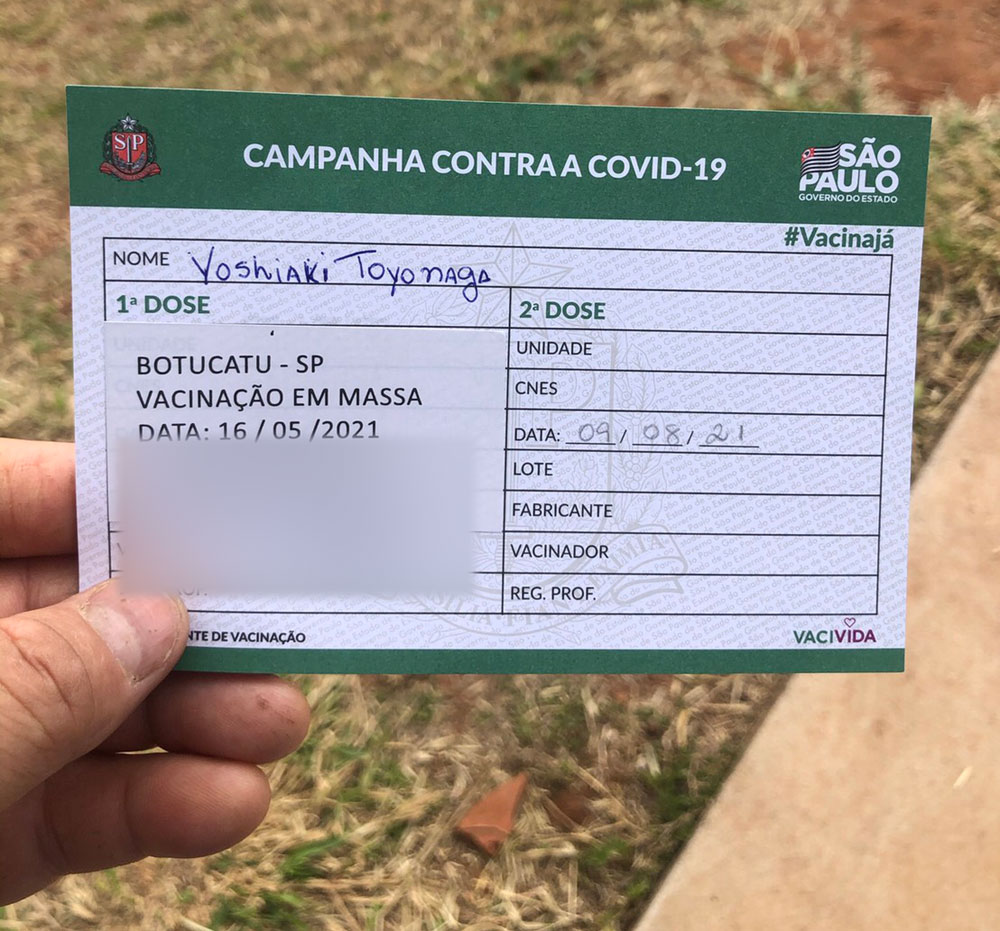 CAMPANHA CONTRA A COVID-19
SP
SÃO
PAULO
GOVERNO DO ESTADO
#Vacinajá
NOME Yoshiaki Toyonaga
1ª DOSE
BOTUCATU - SP
VACINAÇÃO EM MASSA
DATA: 16 / 05 /2021
2ª DOSE
UNIDADE
CNES
DATA: 09 / 08 / 21
LOTE
FABRICANTE
VACINADOR
REG. PROF.
NTE DE VACINAÇÃO
VACIVIDA